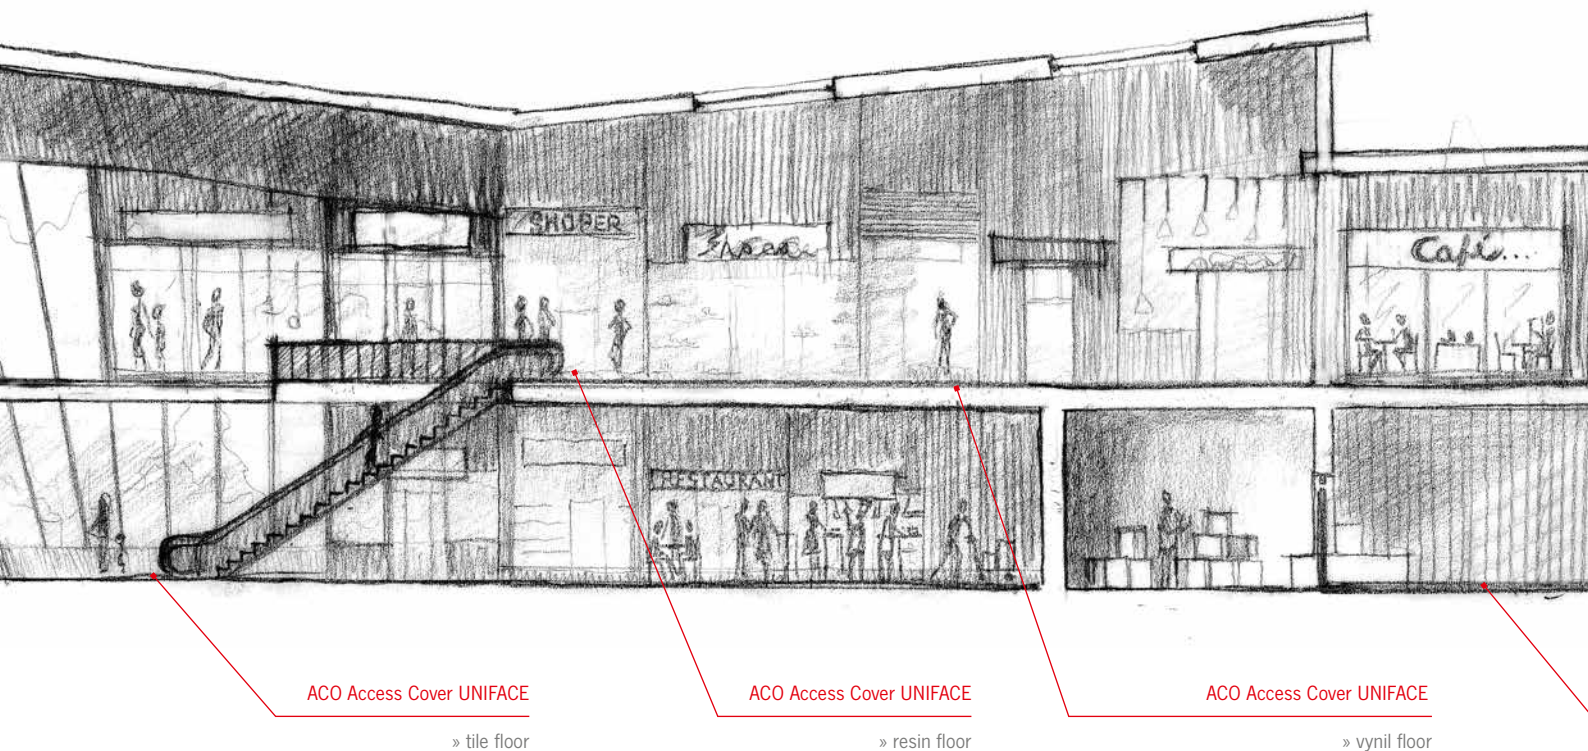 SHOPER
Café...
RESTAURANT
ACO Access Cover UNIFACE
» tile floor
ACO Access Cover UNIFACE
» resin floor
ACO Access Cover UNIFACE
» vynil floor